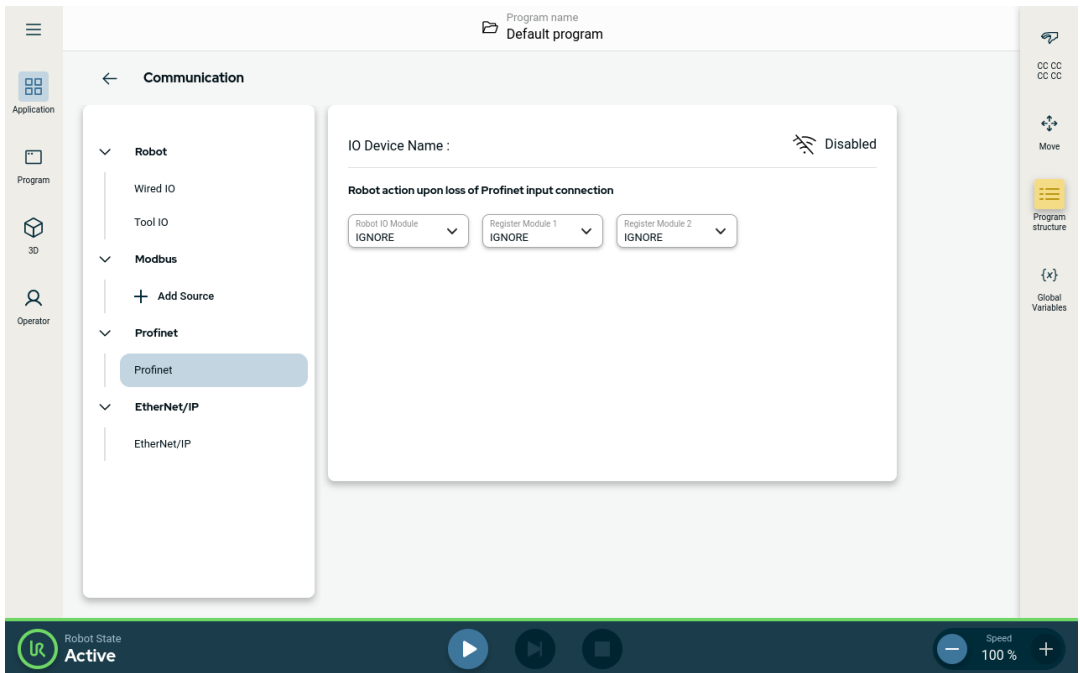 Program name
Default program
Communication
Application
Program
3D
Operator
Robot
Wired IO
Tool IO
Modbus
Add Source
Profinet
Profinet
EtherNet/IP
EtherNet/IP
IO Device Name :
Disabled
Robot action upon loss of Profinet input connection
Robot IO Module
IGNORE
Register Module 1
IGNORE
Register Module 2
IGNORE
CC CC
CC CC
Move
Program
structure
{x}
Global
Variables
UR
Robot State
Active
Speed
100 %